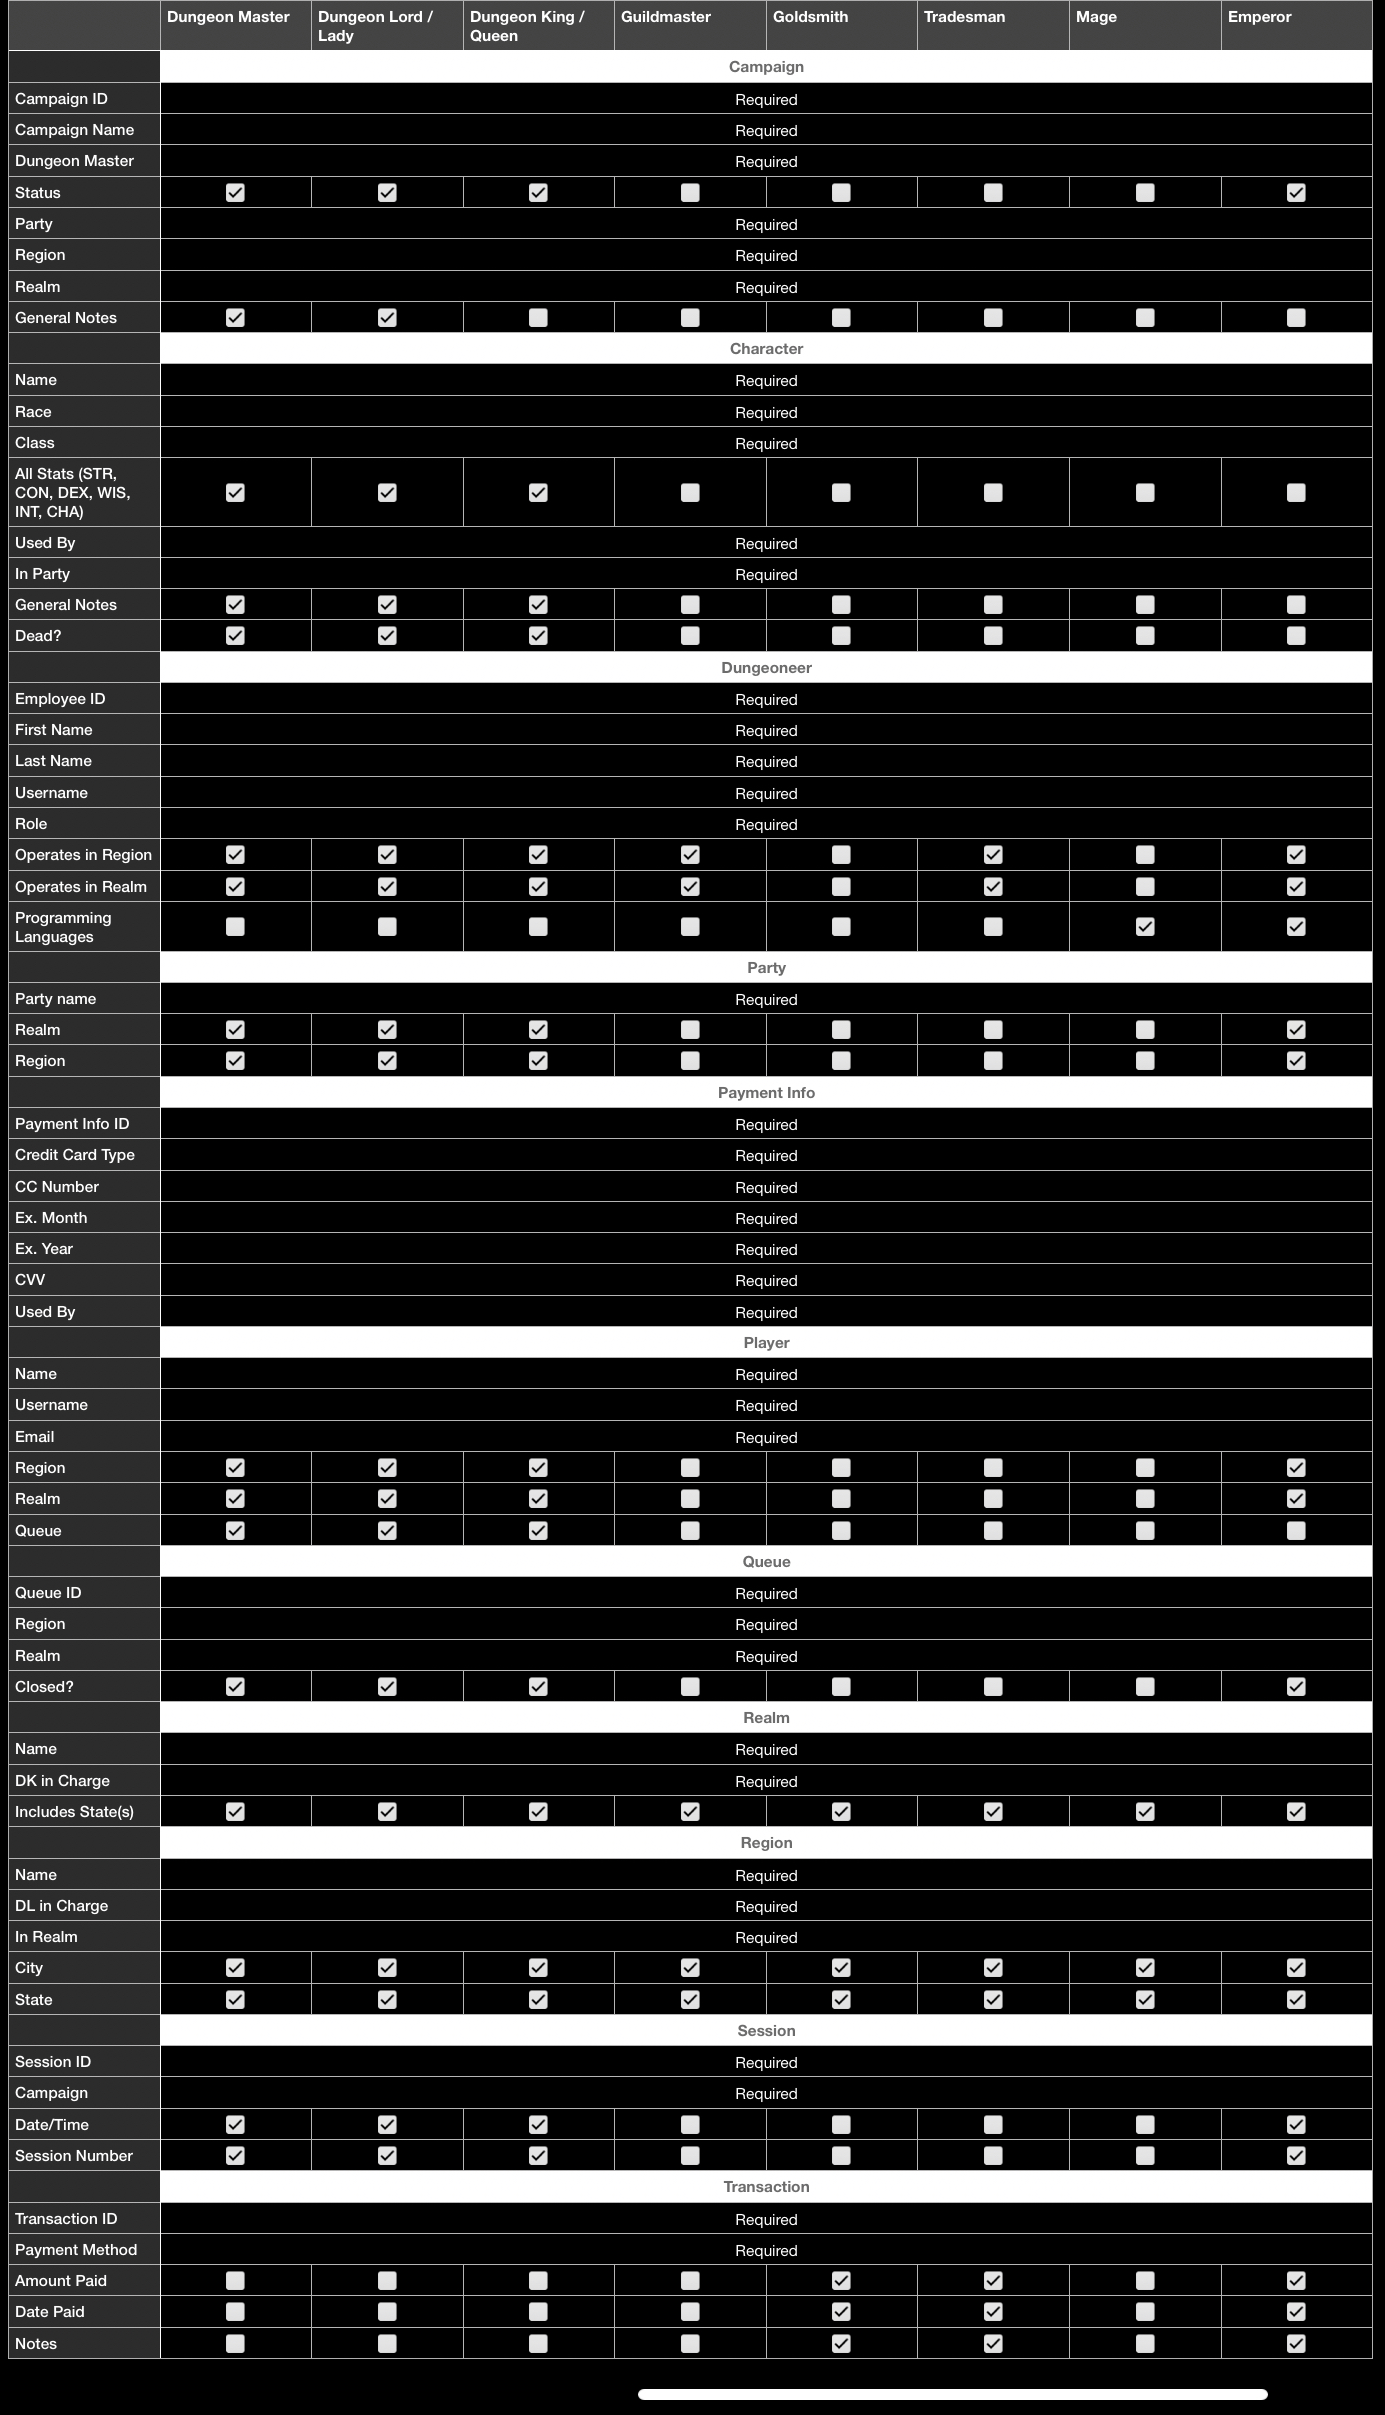 Dungeon Master Dungeon Lord / Lady Dungeon King / Queen Guildmaster Goldsmith Tradesman Mage Emperor
Campaign
Campaign ID Required
Campaign Name Required
Dungeon Master Required
Status
Party Required
Region Required
Realm Required
General Notes
Character
Name Required
Race Required
Class Required
All Stats (STR,
CON, DEX, WIS,
INT, CHA)
Used By Required
In Party Required
General Notes
Dead?
Dungeoneer
Employee ID Required
First Name Required
Last Name Required
Username Required
Role Required
Operates in Region
Operates in Realm
Programming
Languages
Party
Party name Required
Realm
Region
Payment Info
Payment Info ID Required
Credit Card Type Required
CC Number Required
Ex. Month Required
Ex. Year Required
CVV Required
Used By Required
Player
Name Required
Username Required
Email Required
Region
Realm
Queue
Queue
Queue ID Required
Region Required
Realm Required
Closed?
Realm
Name Required
DK in Charge Required
Includes State(s)
Region
Name Required
DL in Charge Required
In Realm Required
City
State
Session
Session ID Required
Campaign Required
Date/Time
Session Number
Transaction
Transaction ID Required
Payment Method Required
Amount Paid
Date Paid
Notes